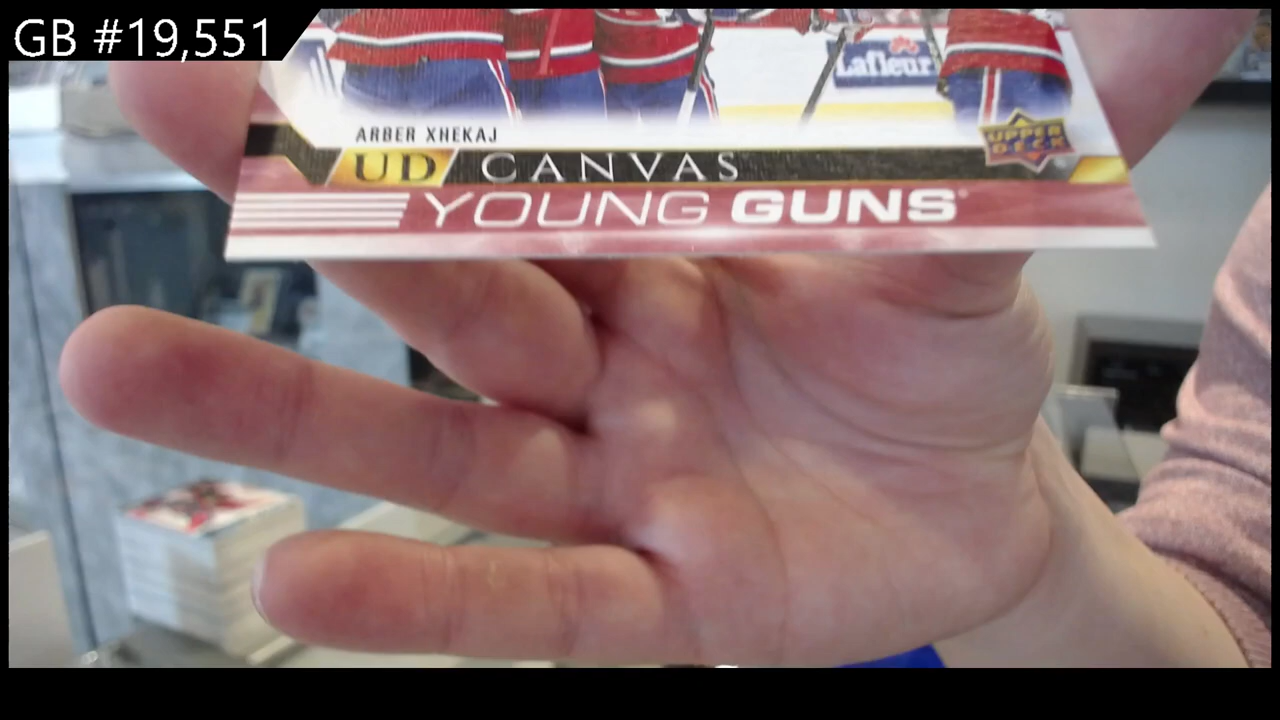 GB #19,551
Lafleur
ARBER XHEKAJ
UPPER
DECK
UD CANVAS
YOUNG GUNS